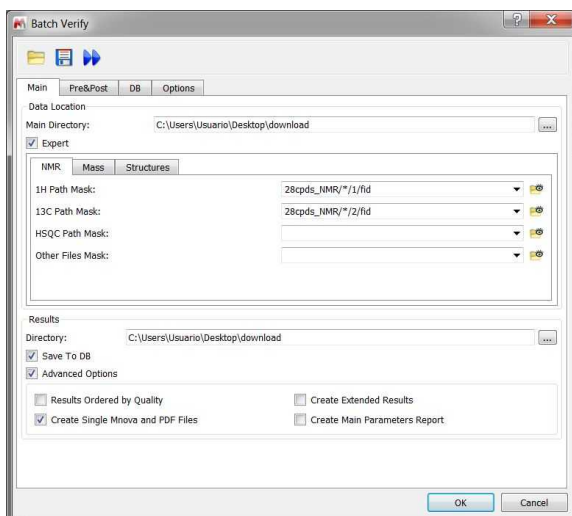 Batch Verify
Main Pre&Post DB Options
Data Location
Main Directory: C:\Users\Usuario\Desktop\download ...
Expert
NMR Mass Structures
1H Path Mask: 28cpds_NMR/*/1/fid
13C Path Mask: 28cpds_NMR/*/2/fid
HSQC Path Mask:
Other Files Mask:
Results
Directory: C:\Users\Usuario\Desktop\download ...
Save To DB
Advanced Options
Results Ordered by Quality Create Extended Results
Create Single Mnova and PDF Files Create Main Parameters Report
OK Cancel